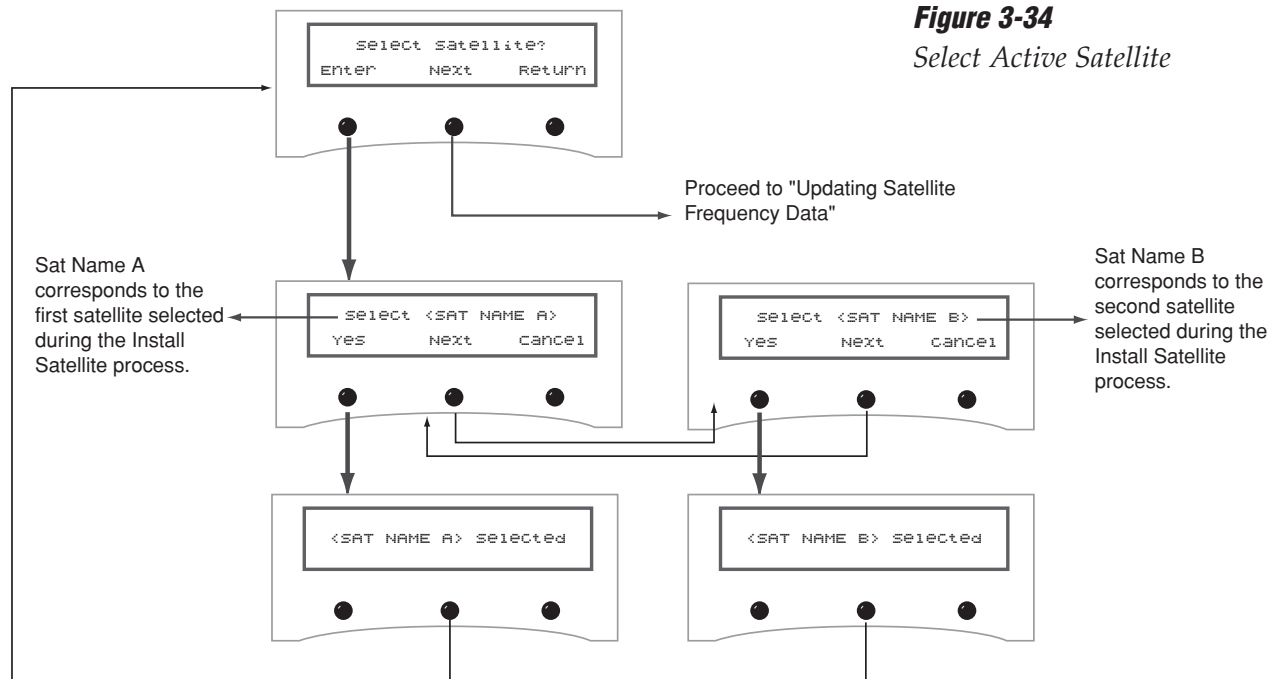 Figure 3-34
Select Active Satellite
Select Satellite?
Enter Next Return
Proceed to "Updating Satellite
Frequency Data"
Sat Name A
corresponds to the
first satellite selected
during the Install
Satellite process.
Select <SAT NAME A>
Yes Next Cancel
Select <SAT NAME B>
Yes Next Cancel
Sat Name B
corresponds to the
second satellite
selected during the
Install Satellite
process.
<SAT NAME A> Selected
<SAT NAME B> Selected